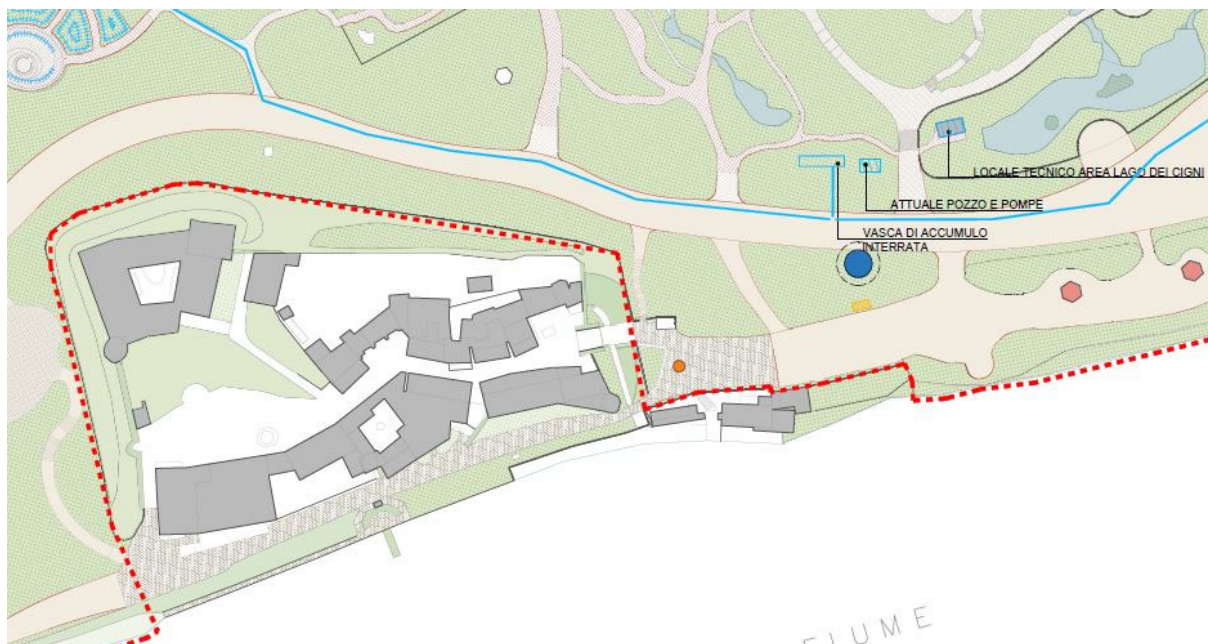 LOCALE TECNICO AREA LAGO DEI CIGNI
ATTUALE POZZO E POMPE
VASCA DI ACCUMULO
INTERRATA
FIUME